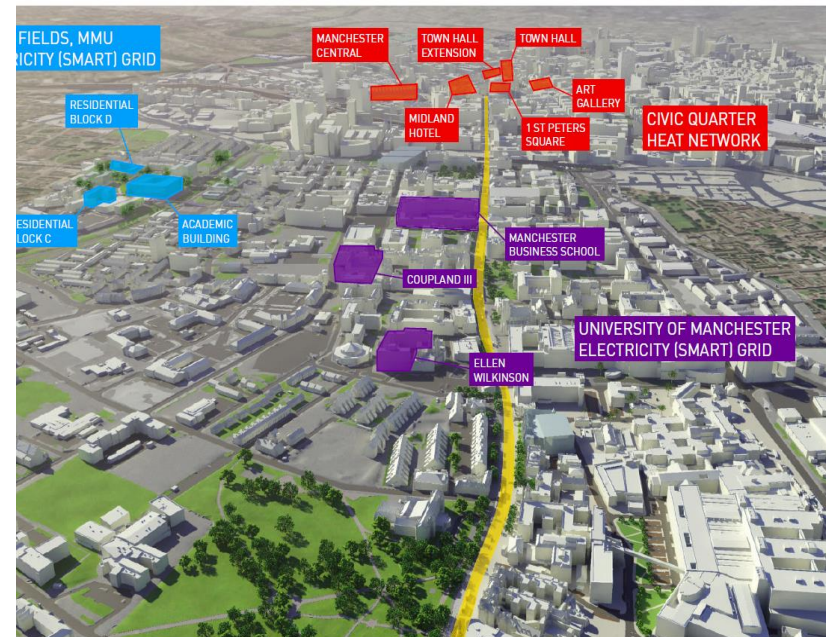 FIELDS, MMU
RICITY (SMART) GRID
MANCHESTER
CENTRAL
TOWN HALL
EXTENSION
TOWN HALL
RESIDENTIAL
BLOCK D
MIDLAND
HOTEL
1 ST PETERS
SQUARE
ART
GALLERY
CIVIC QUARTER
HEAT NETWORK
ESIDENTIAL
LOCK C
ACADEMIC
BUILDING
MANCHESTER
BUSINESS SCHOOL
COUPLAND III
UNIVERSITY OF MANCHESTER
ELECTRICITY (SMART) GRID
ELLEN
WILKINSON